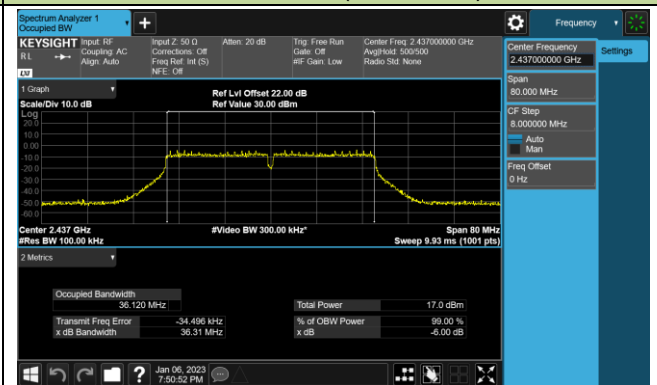 Spectrum Analyzer 1
Occupied BW
+
Frequency
KEYSIGHT
RL
LXI
Input: RF
Coupling: AC
Align: Auto
Input Z: 50 Ω
Corrections: Off
Freq Ref: Int (S)
NFE: Off
Atten: 20 dB
Trig: Free Run
Gate: Off
#IF Gain: Low
Center Freq: 2.437000000 GHz
Avg|Hold: 500/500
Radio Std: None
Center Frequency
2.437000000 GHz
Settings
Span
80.000 MHz
CF Step
8.000000 MHz
Auto
Man
Freq Offset
0 Hz
1 Graph
Scale/Div 10.0 dB
Ref Lvl Offset 22.00 dB
Ref Value 30.00 dBm
Log
20.0
10.0
0.00
-10.0
-20.0
-30.0
-40.0
-50.0
-60.0
Center 2.437 GHz
#Video BW 300.00 kHz*
Span 80 MHz
#Res BW 100.00 kHz
Sweep 9.93 ms (1001 pts)
2 Metrics
Occupied Bandwidth
36.120 MHz
Total Power 17.0 dBm
Transmit Freq Error -34.496 kHz
% of OBW Power 99.00 %
x dB Bandwidth 36.31 MHz
x dB -6.00 dB
?
Jan 06, 2023
7:50:52 PM